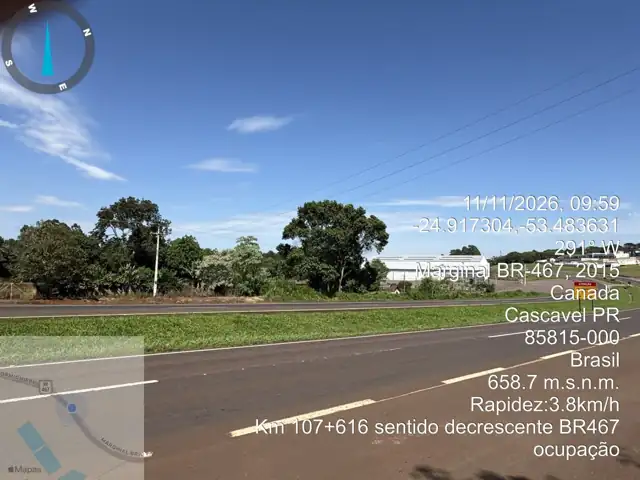 W
N
S
E
11/11/2026, 09:59
-24.917304,-53.483631
291° W
Marginal BR-467, 2015
Canada
Cascavel PR
85815-000
Brasil
658.7 m.s.n.m.
Rapidez:3.8km/h
Km 107+616 sentido decrescente BR467
ocupação
467
Mapas